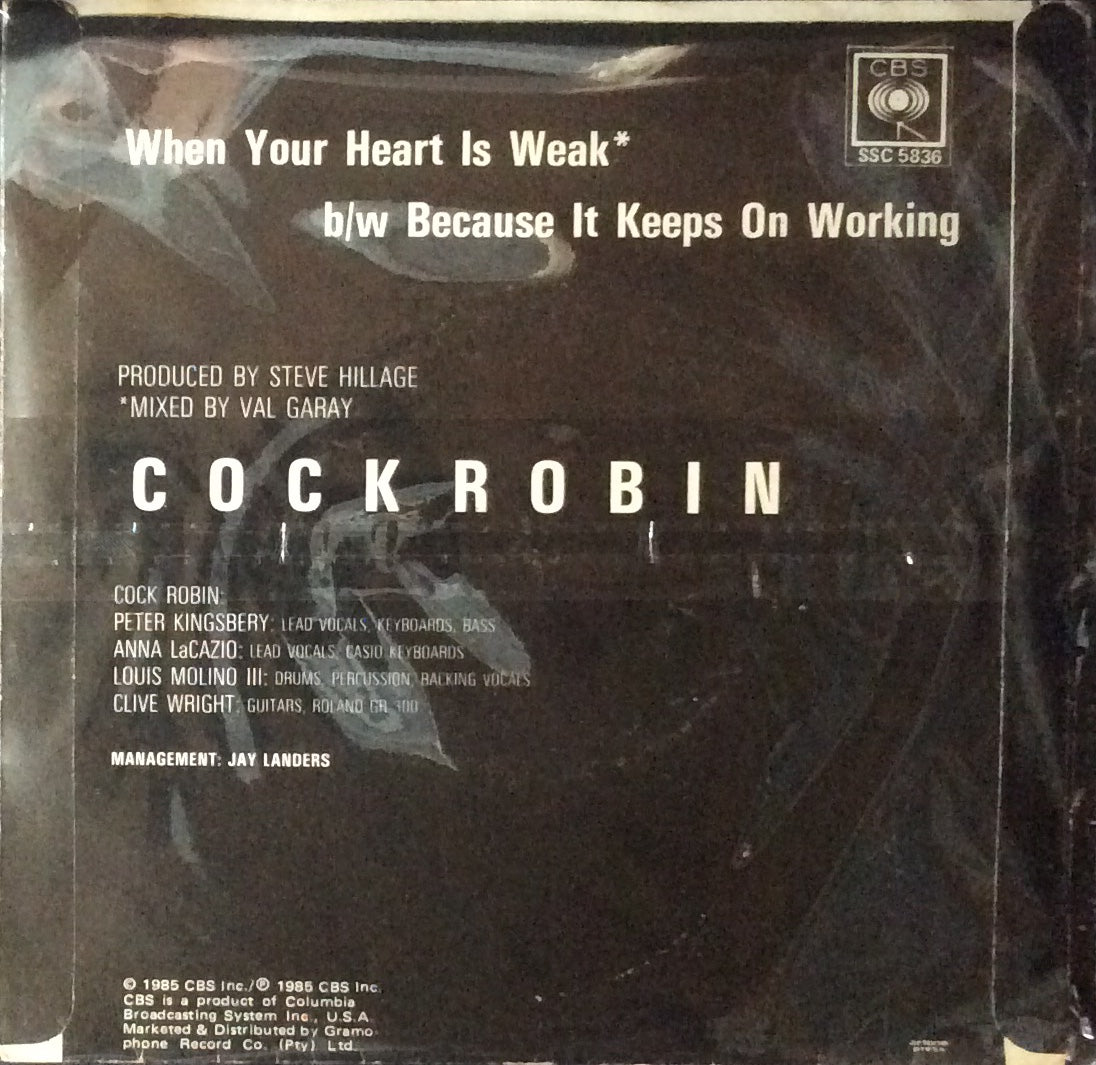 CBS
SSC 5836
When Your Heart Is Weak*
b/w Because It Keeps On Working
PRODUCED BY STEVE HILLAGE
*MIXED BY VAL GARAY
COCK ROBIN
COCK ROBIN:
PETER KINGSBERY: LEAD VOCALS, KEYBOARDS, BASS
ANNA LaCAZIO: LEAD VOCALS, CASIO KEYBOARDS
LOUIS MOLINO III: DRUMS, PERCUSSION, BACKING VOCALS
CLIVE WRIGHT: GUITARS, ROLAND GR 300
MANAGEMENT: JAY LANDERS
© 1985 CBS Inc./℗ 1985 CBS Inc.
CBS is a product of Columbia
Broadcasting System Inc., U.S.A.
Marketed & Distributed by Gramo-
phone Record Co. (Pty) Ltd.